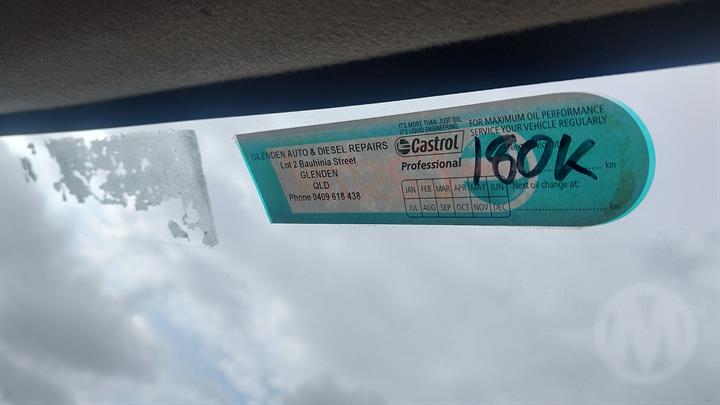 GLENDEN AUTO & DIESEL REPAIRS
Lot 2 Bauhinia Street
GLENDEN
QLD
Phone 0409 618 438
IT'S MORE THAN JUST OIL.
IT'S LIQUID ENGINEERING.
Castrol
Professional
JAN FEB MAR APR MAY JUN
JUL AUG SEP OCT NOV DEC
FOR MAXIMUM OIL PERFORMANCE
SERVICE YOUR VEHICLE REGULARLY
180K
km
Next oil change at:
km
M